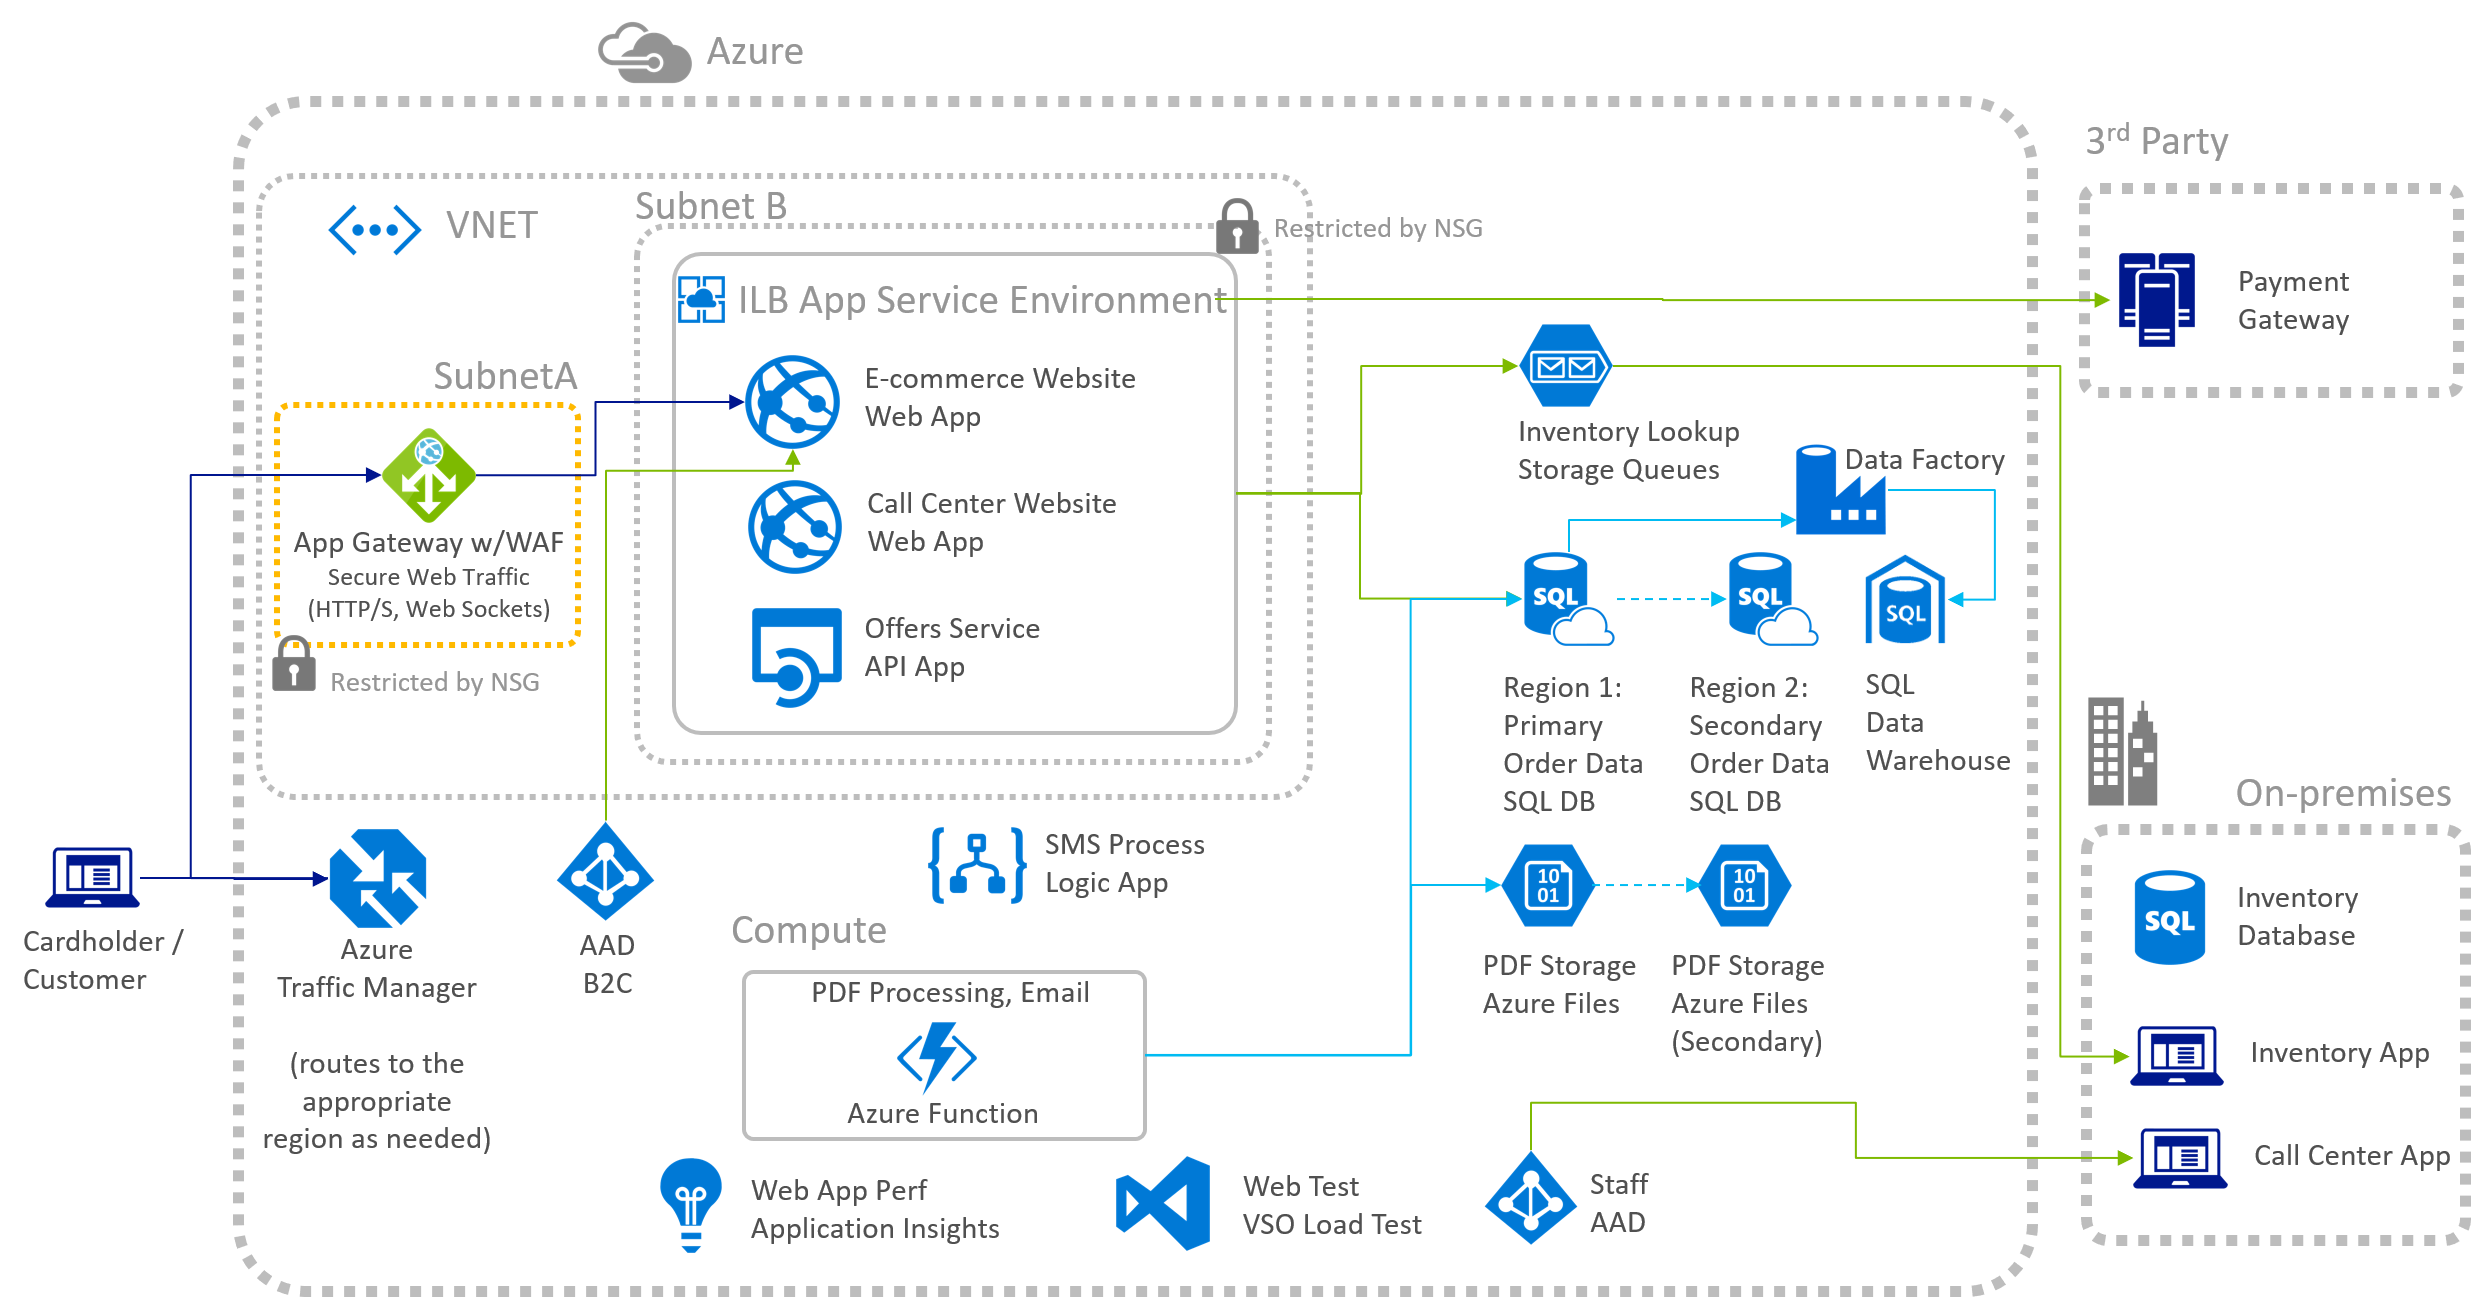 Azure
3rd Party
VNET
Subnet B
Restricted by NSG
ILB App Service Environment
Payment
Gateway
SubnetA
E-commerce Website
Web App
Inventory Lookup
Storage Queues
Data Factory
Call Center Website
Web App
App Gateway w/WAF
Secure Web Traffic
(HTTP/S, Web Sockets)
Restricted by NSG
Offers Service
API App
SQL
SQL
SQL
Region 1:
Primary
Order Data
SQL DB
Region 2:
Secondary
Order Data
SQL DB
SQL
Data
Warehouse
On-premises
Cardholder /
Customer
Azure
Traffic Manager
(routes to the
appropriate
region as needed)
AAD
B2C
SMS Process
Logic App
10
01
10
01
PDF Storage
Azure Files
PDF Storage
Azure Files
(Secondary)
SQL
Inventory
Database
Compute
PDF Processing, Email
Azure Function
Inventory App
Call Center App
Web App Perf
Application Insights
Web Test
VSO Load Test
Staff
AAD